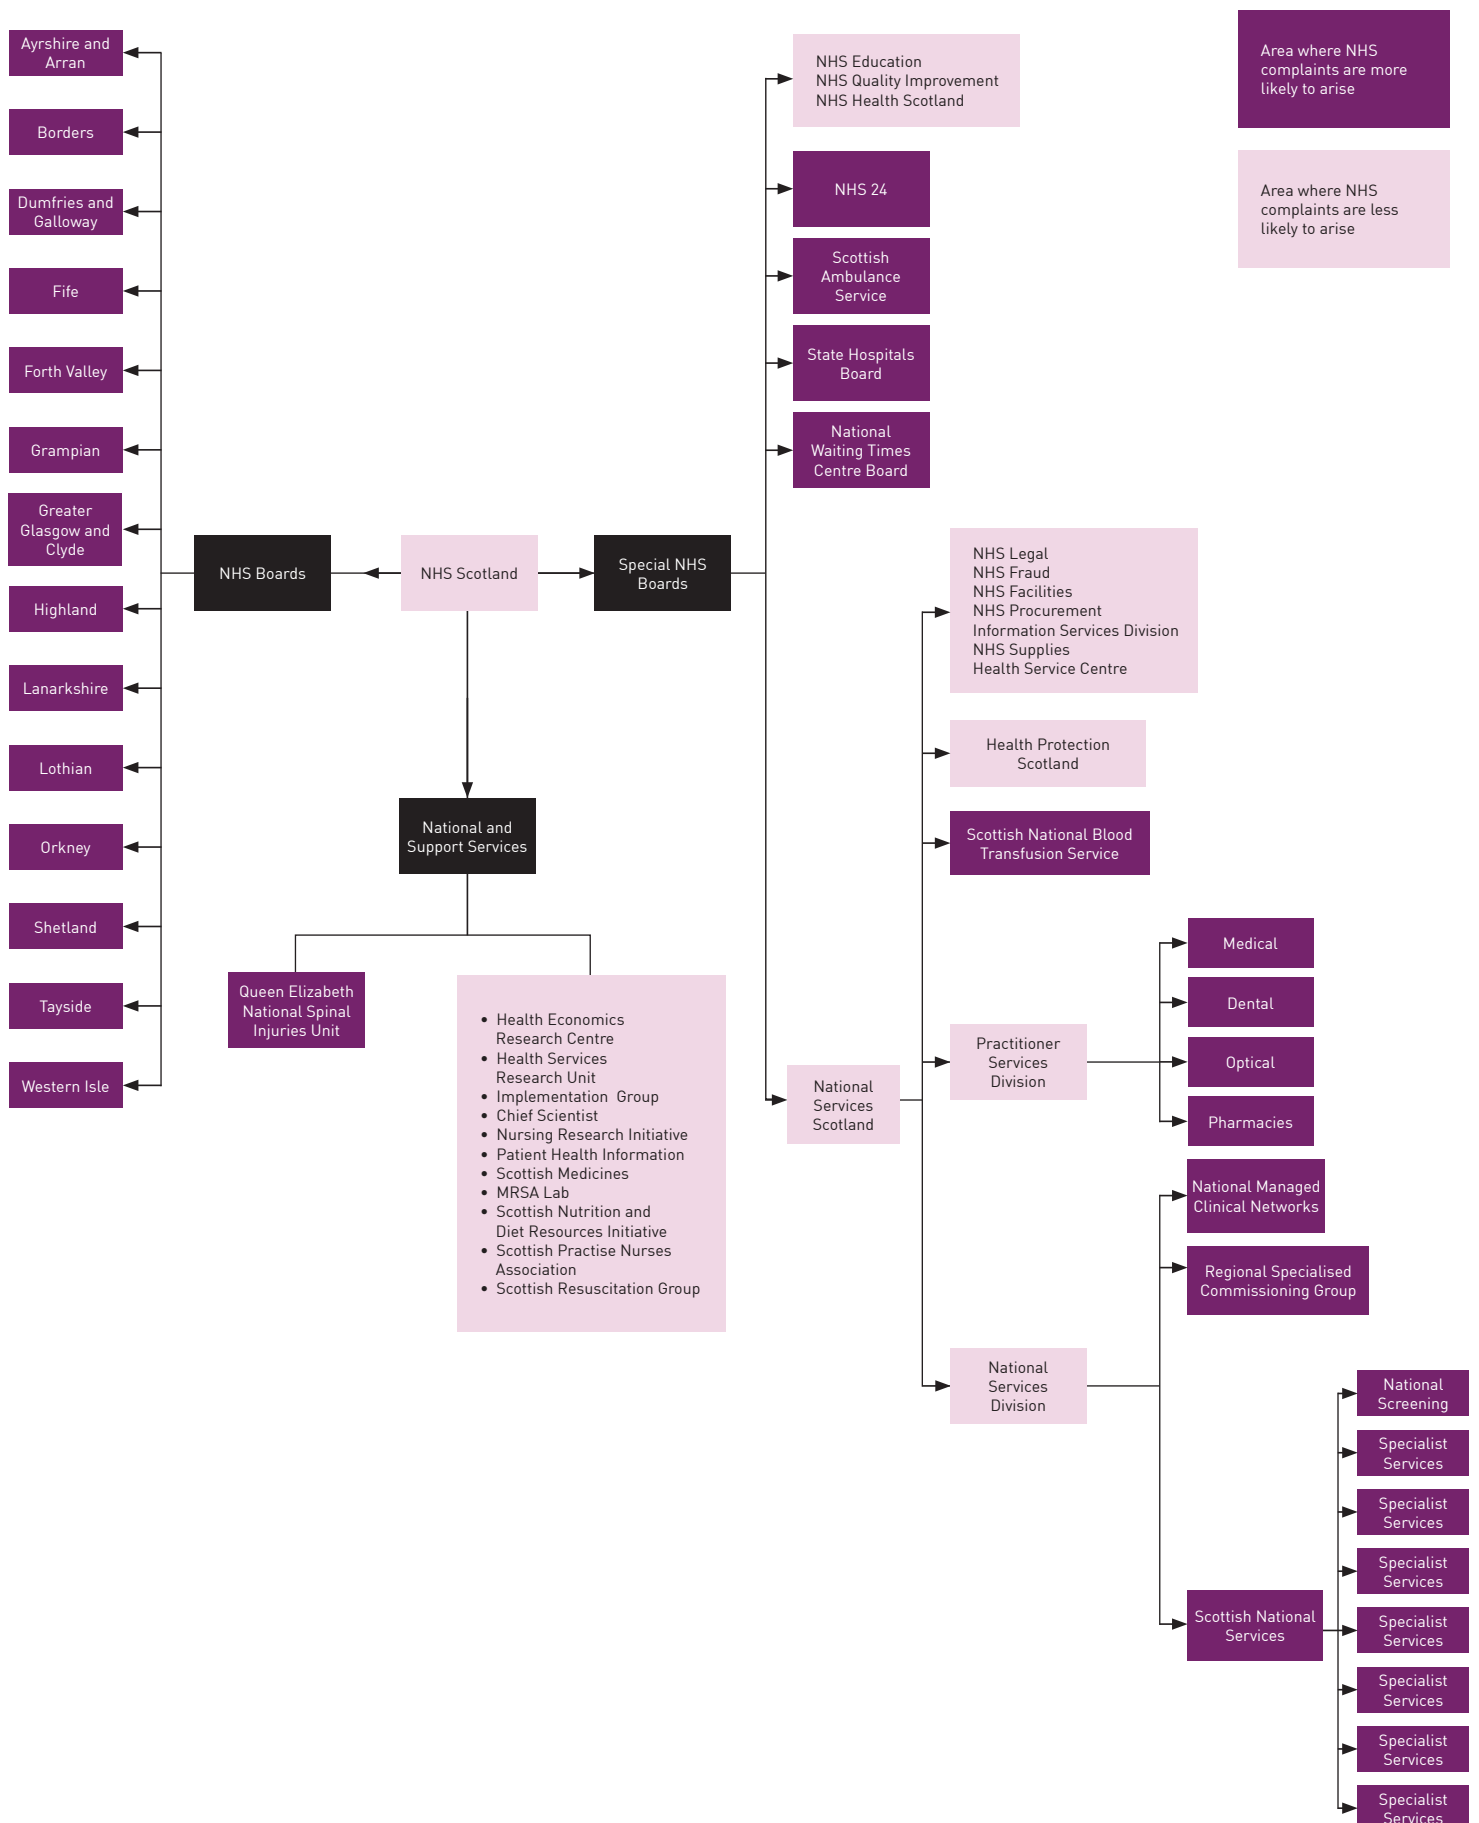 Ayrshire and
Arran
Borders
Dumfries and
Galloway
Fife
Forth Valley
Grampian
Greater
Glasgow and
Clyde
Highland
Lanarkshire
Lothian
Orkney
Shetland
Tayside
Western Isle
NHS Boards
NHS Scotland
Special NHS
Boards
National and
Support Services
Queen Elizabeth
National Spinal
Injuries Unit
• Health Economics
Research Centre
• Health Services
Research Unit
• Implementation  Group
• Chief Scientist
• Nursing Research Initiative
• Patient Health Information
• Scottish Medicines
• MRSA Lab
• Scottish Nutrition and
Diet Resources Initiative
• Scottish Practise Nurses
Association
• Scottish Resuscitation Group
NHS Education
NHS Quality Improvement
NHS Health Scotland
NHS 24
Scottish
Ambulance
Service
State Hospitals
Board
National
Waiting Times
Centre Board
National
Services
Scotland
NHS Legal
NHS Fraud
NHS Facilities
NHS Procurement
Information Services Division
NHS Supplies
Health Service Centre
Health Protection
Scotland
Scottish National Blood
Transfusion Service
Practitioner
Services
Division
Medical
Dental
Optical
Pharmacies
National
Services
Division
National Managed
Clinical Networks
Regional Specialised
Commissioning Group
Scottish National
Services
National
Screening
Specialist
Services
Specialist
Services
Specialist
Services
Specialist
Services
Specialist
Services
Specialist
Services
Specialist
Services
Area where NHS
complaints are more
likely to arise
Area where NHS
complaints are less
likely to arise